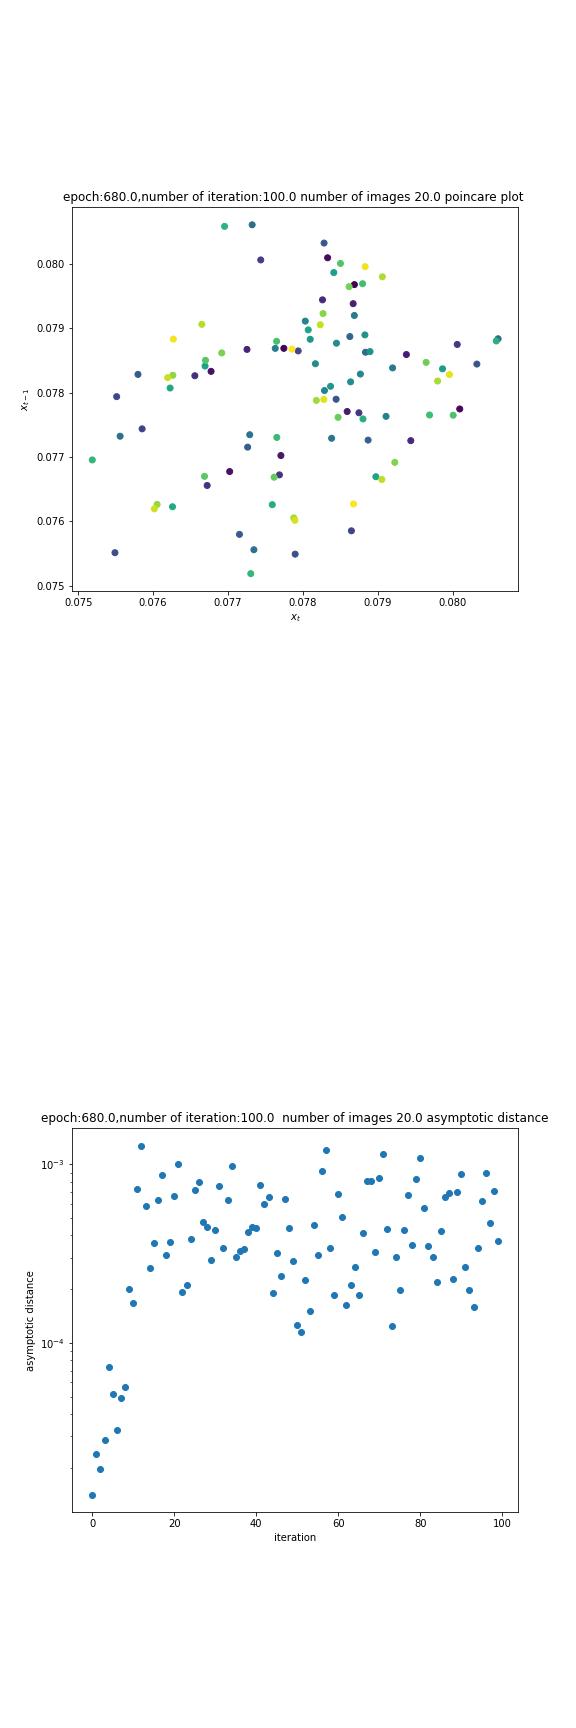 epoch:680.0,number of iteration:100.0 number of images 20.0 poincare plot
0.080
0.079
0.078
0.077
0.076
0.075
x_{t-1}
0.075 0.076 0.077 0.078 0.079 0.080
x_t
epoch:680.0,number of iteration:100.0  number of images 20.0 asymptotic distance
10^{-3}
10^{-4}
asymptotic distance
0 20 40 60 80 100
iteration